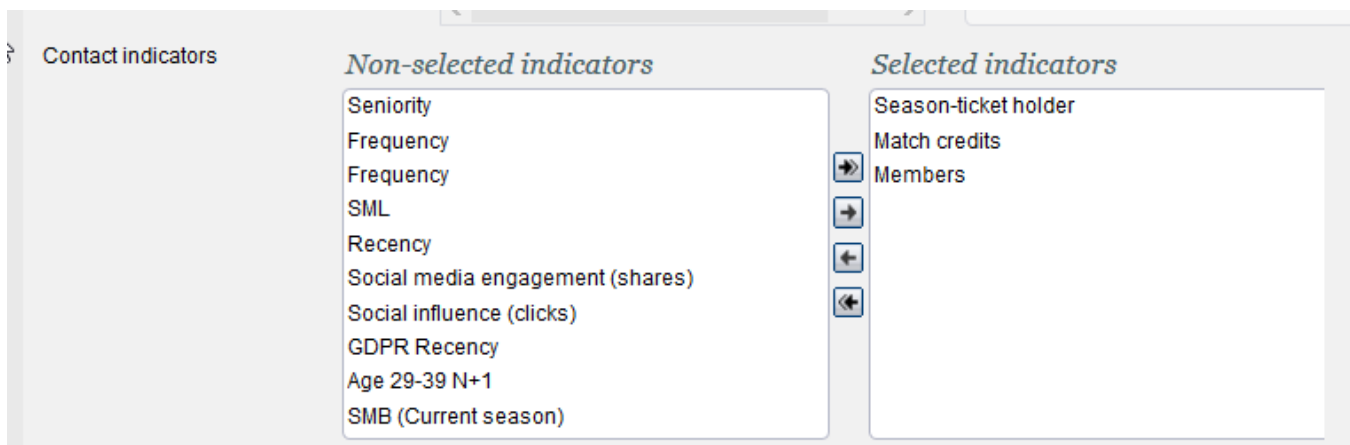 Contact indicators
Non-selected indicators
Seniority
Frequency
Frequency
SML
Recency
Social media engagement (shares)
Social influence (clicks)
GDPR Recency
Age 29-39 N+1
SMB (Current season)
Selected indicators
Season-ticket holder
Match credits
Members